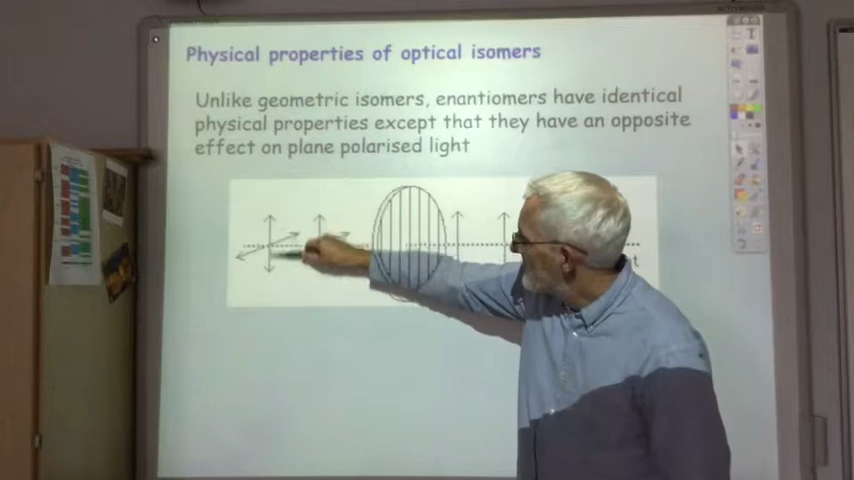 Physical properties of optical isomers
Unlike geometric isomers, enantiomers have identical
physical properties except that they have an opposite
effect on plane polarised light